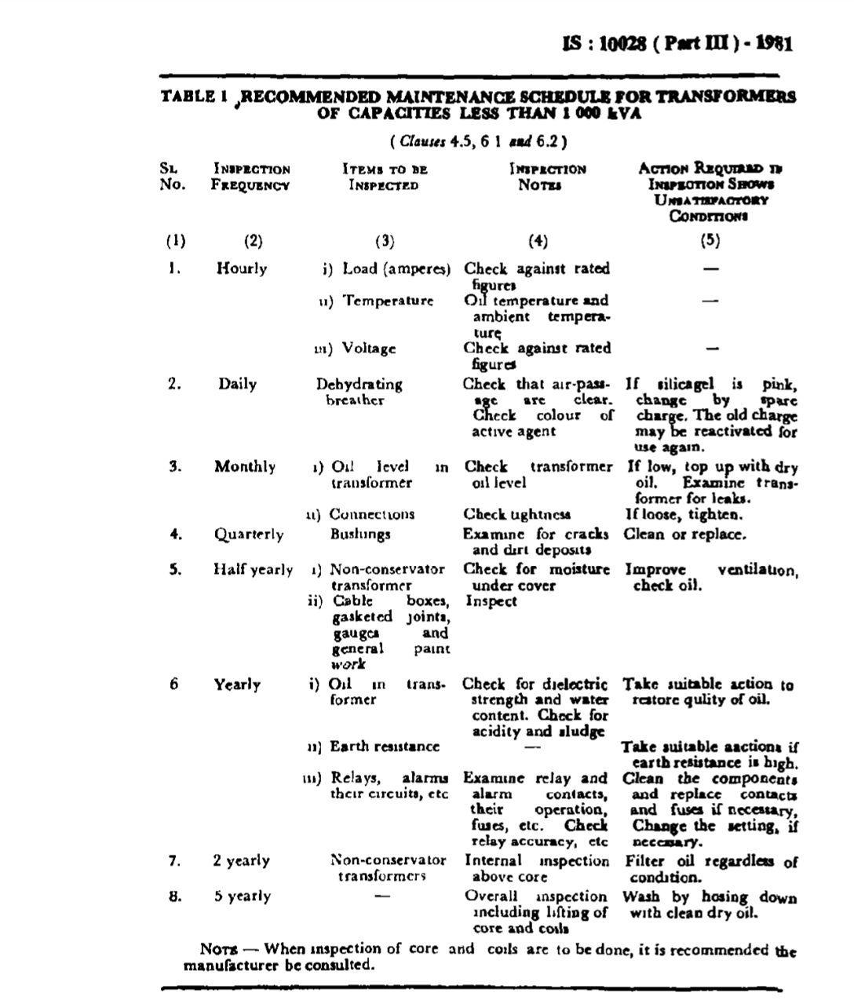 IS : 10028 ( Part III ) - 1981
TABLE 1 RECOMMENDED MAINTENANCE SCHEDULE FOR TRANSFORMERS
OF CAPACITIES LESS THAN 1 000 kVA
( Clauses 4.5, 6 1 and 6.2 )
SL INSPECTION ITEMS TO BE INSPECTION ACTION REQUIRED IF
No. FREQUENCY INSPECTED NOTES INSPECTION SHOWS
UNSATISFACTORY
CONDITIONS
(1) (2) (3) (4) (5)
1. Hourly i) Load (amperes) Check against rated —
figures
ii) Temperature Oil temperature and —
ambient tempera-
ture
iii) Voltage Check against rated —
figures
2. Daily Dehydrating Check that air-pass- If silicagel is pink,
breather age are clear. change by spare
Check colour of charge. The old charge
active agent may be reactivated for
use again.
3. Monthly i) Oil level in Check transformer If low, top up with dry
transformer oil level oil. Examine trans-
former for leaks.
ii) Connections Check tightness If loose, tighten.
4. Quarterly Bushings Examine for cracks Clean or replace.
and dirt deposits
5. Half yearly i) Non-conservator Check for moisture Improve ventilation,
transformer under cover check oil.
ii) Cable boxes, Inspect
gasketed joints,
gauges and
general paint
work
6 Yearly i) Oil in trans- Check for dielectric Take suitable action to
former strength and water restore qulity of oil.
content. Check for
acidity and sludge
ii) Earth resistance — Take suitable aactions if
earth resistance is high.
iii) Relays, alarms Examine relay and Clean the components
their circuits, etc alarm contacts, and replace contacts
their operation, and fuses if necessary,
fuses, etc. Check Change the setting, if
relay accuracy, etc necessary.
7. 2 yearly Non-conservator Internal inspection Filter oil regardless of
transformers above core condition.
8. 5 yearly — Overall inspection Wash by hosing down
including lifting of with clean dry oil.
core and coils
NOTE — When inspection of core and coils are to be done, it is recommended the
manufacturer be consulted.